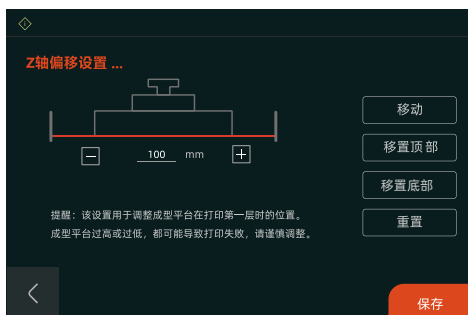 Z轴偏移设置 ...
移动
移置顶部
100 mm
移置底部
重置
提醒：该设置用于调整成型平台在打印第一层时的位置。
成型平台过高或过低，都可能导致打印失败，请谨慎调整。
保存